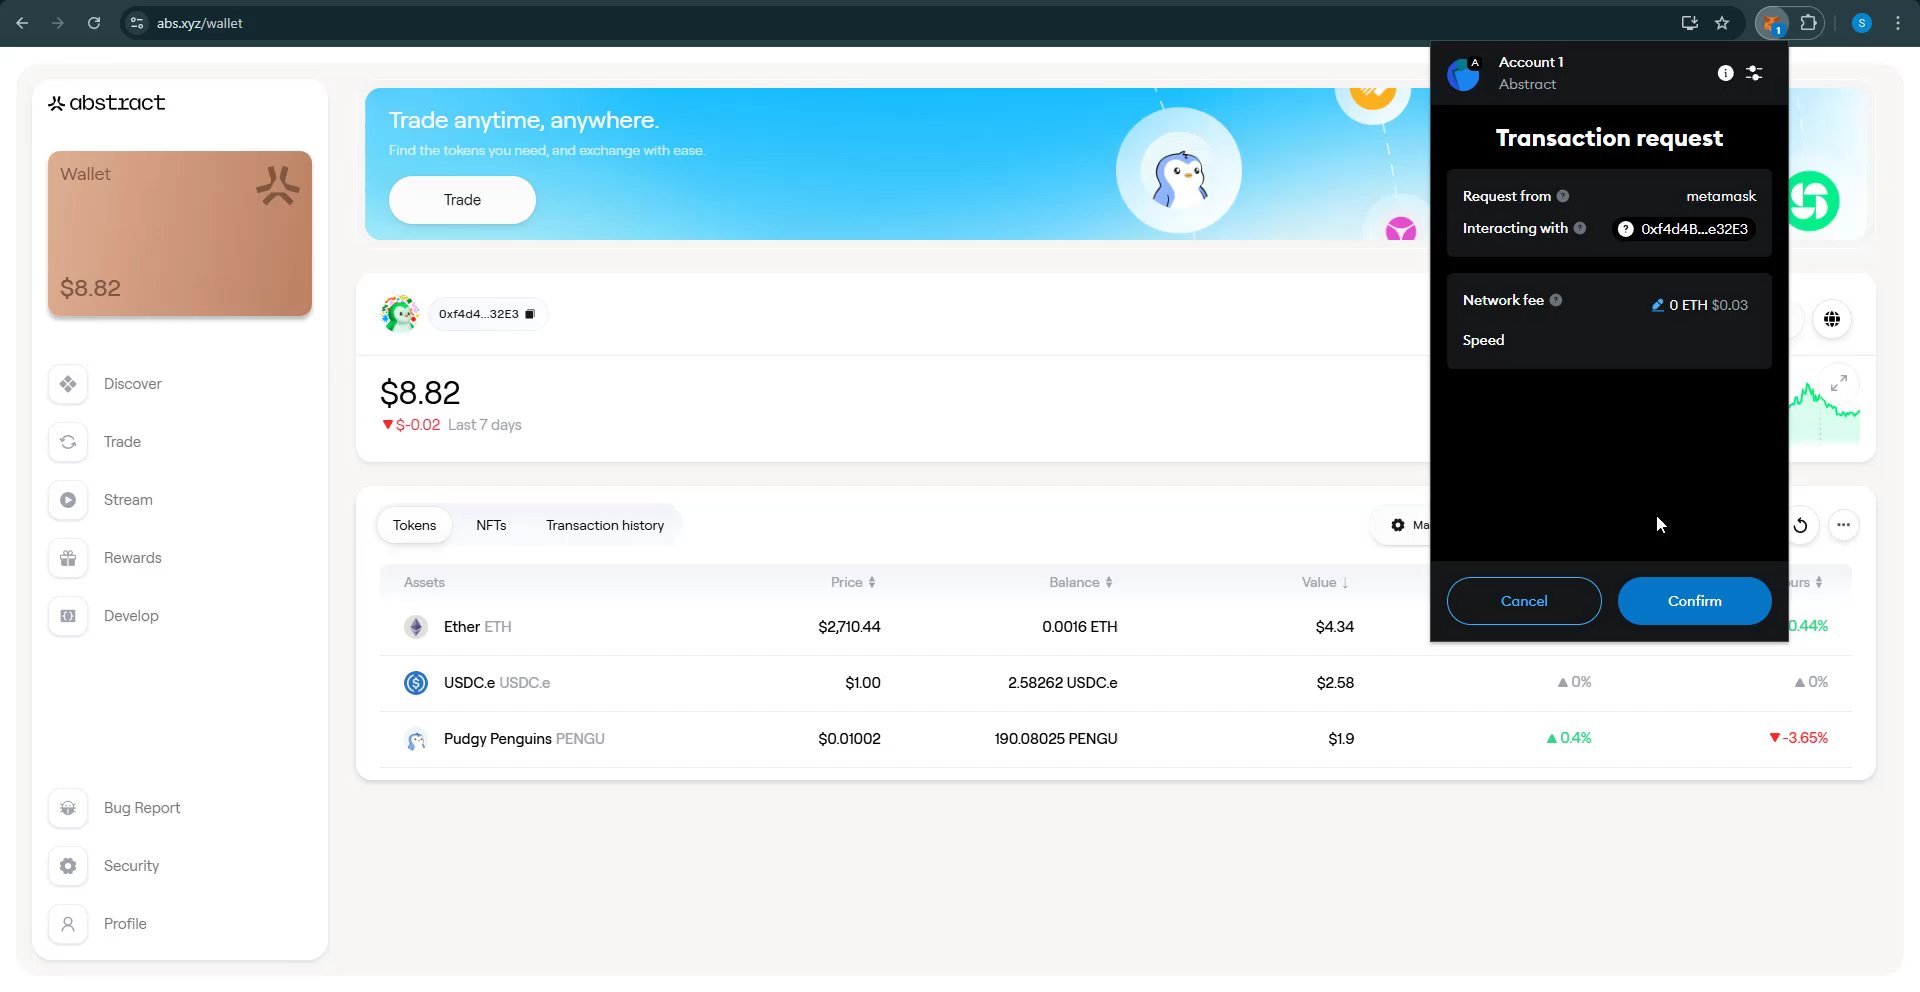 abs.xyz/wallet
1
S
abstract
Wallet
$8.82
Discover
Trade
Stream
Rewards
Develop
Bug Report
Security
Profile
Trade anytime, anywhere.
Find the tokens you need, and exchange with ease.
Trade
0xf4d4...32E3
$8.82
▼$-0.02 Last 7 days
Tokens NFTs Transaction history
Assets Price Balance Value ↓
Ether ETH $2,710.44 0.0016 ETH $4.34 0.44%
USDC.e USDC.e $1.00 2.58262 USDC.e $2.58 ▲0% ▲0%
Pudgy Penguins PENGU $0.01002 190.08025 PENGU $1.9 ▲0.4% ▼-3.65%
A
Account 1
Abstract
Transaction request
Request from ? metamask
Interacting with ? ? 0xf4d4B...e32E3
Network fee ? 0 ETH $0.03
Speed
Cancel Confirm